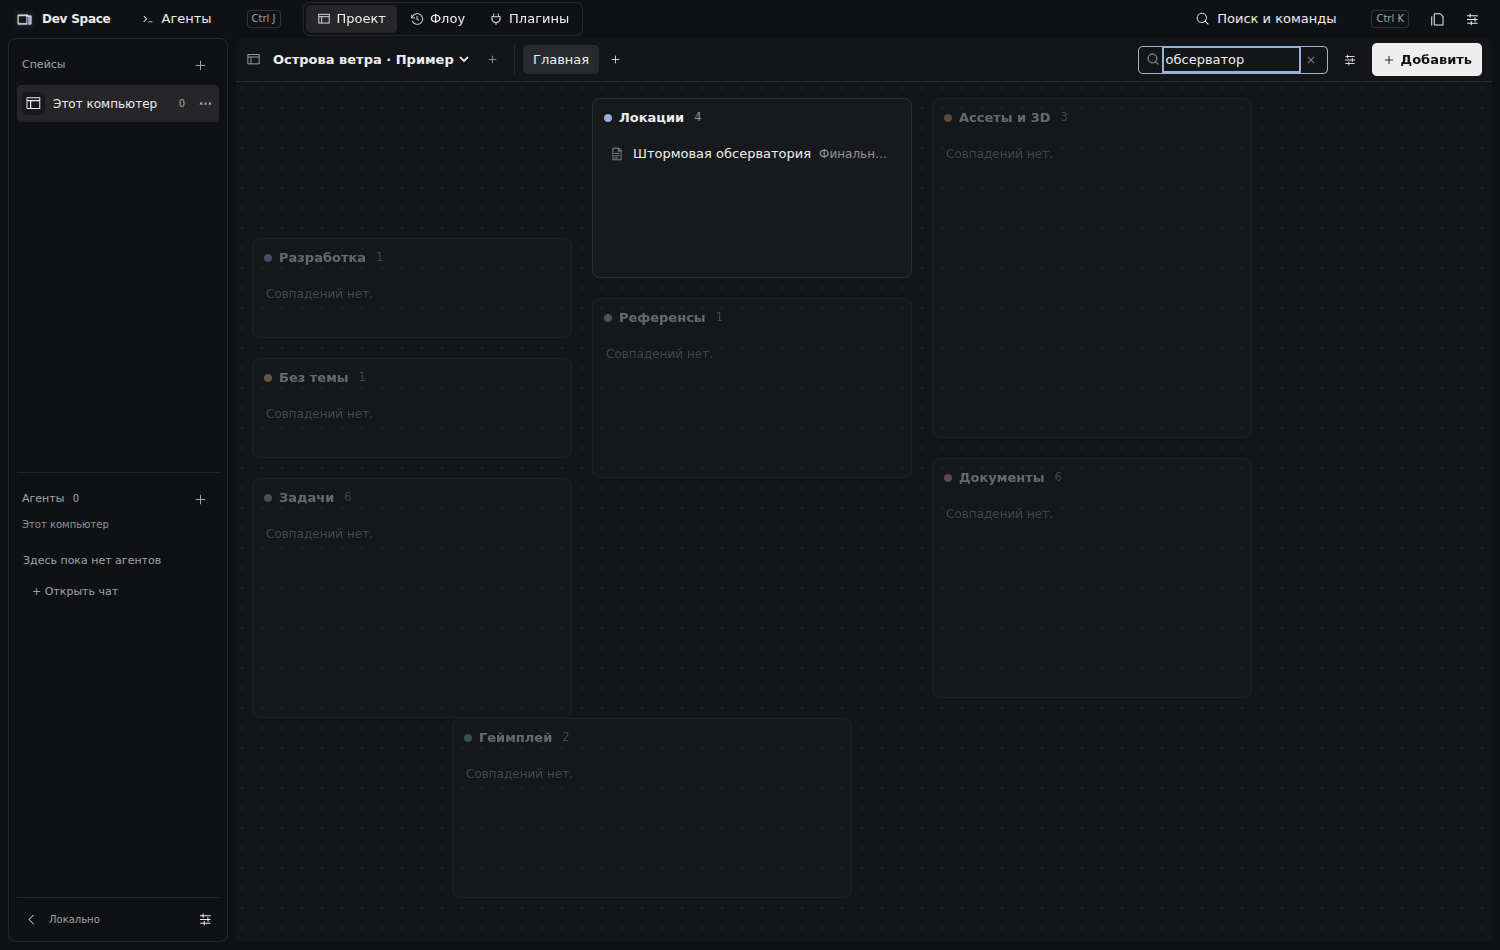 Dev Space
Агенты
Ctrl J
Проект
Флоу
Плагины
Поиск и команды
Ctrl K
Спейсы
Этот компьютер 0
Острова ветра · Пример
Главная
обсерватор
Добавить
Локации 4
Штормовая обсерватория Финальн...
Ассеты и 3D 3
Совпадений нет.
Разработка 1
Совпадений нет.
Референсы 1
Совпадений нет.
Без темы 1
Совпадений нет.
Задачи 6
Совпадений нет.
Документы 6
Совпадений нет.
Геймплей 2
Совпадений нет.
Агенты 0
Этот компьютер
Здесь пока нет агентов
+ Открыть чат
Локально